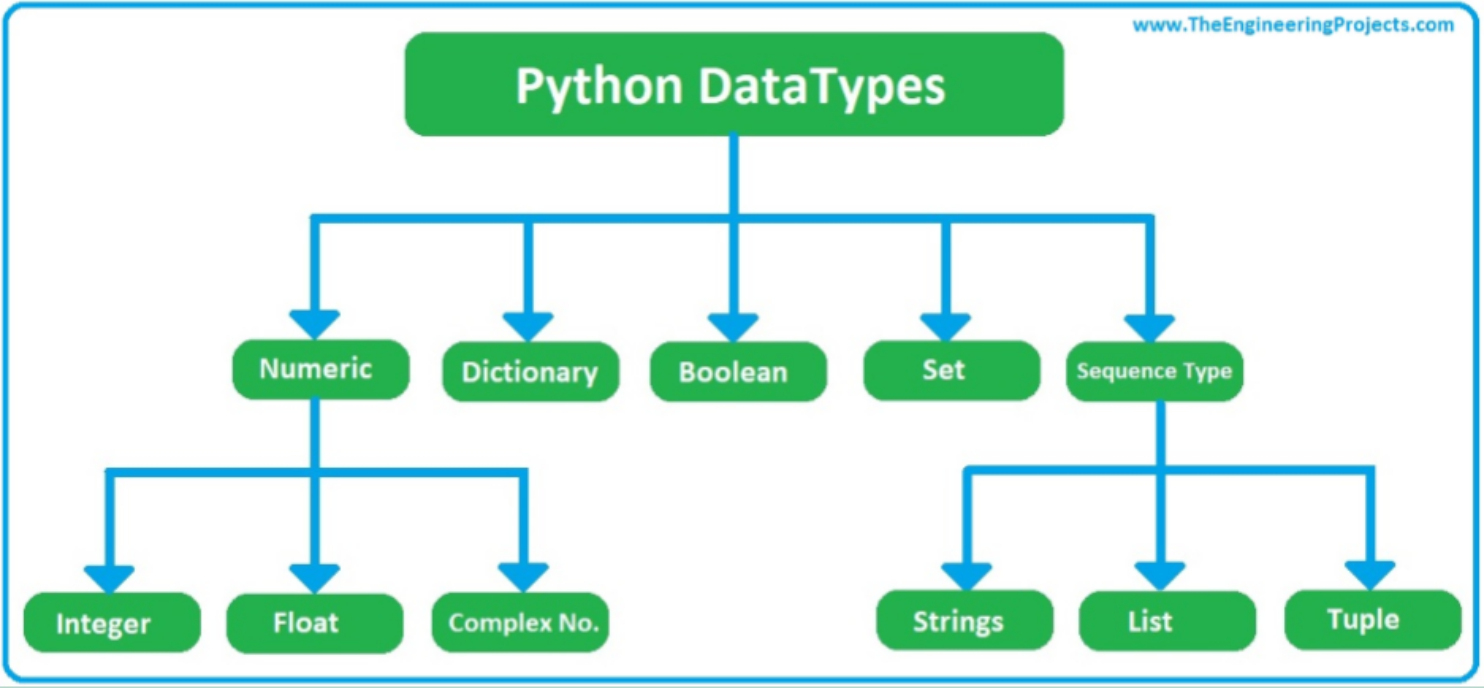 www.TheEngineeringProjects.com
Python DataTypes
Numeric
Dictionary
Boolean
Set
Sequence Type
Integer
Float
Complex No.
Strings
List
Tuple